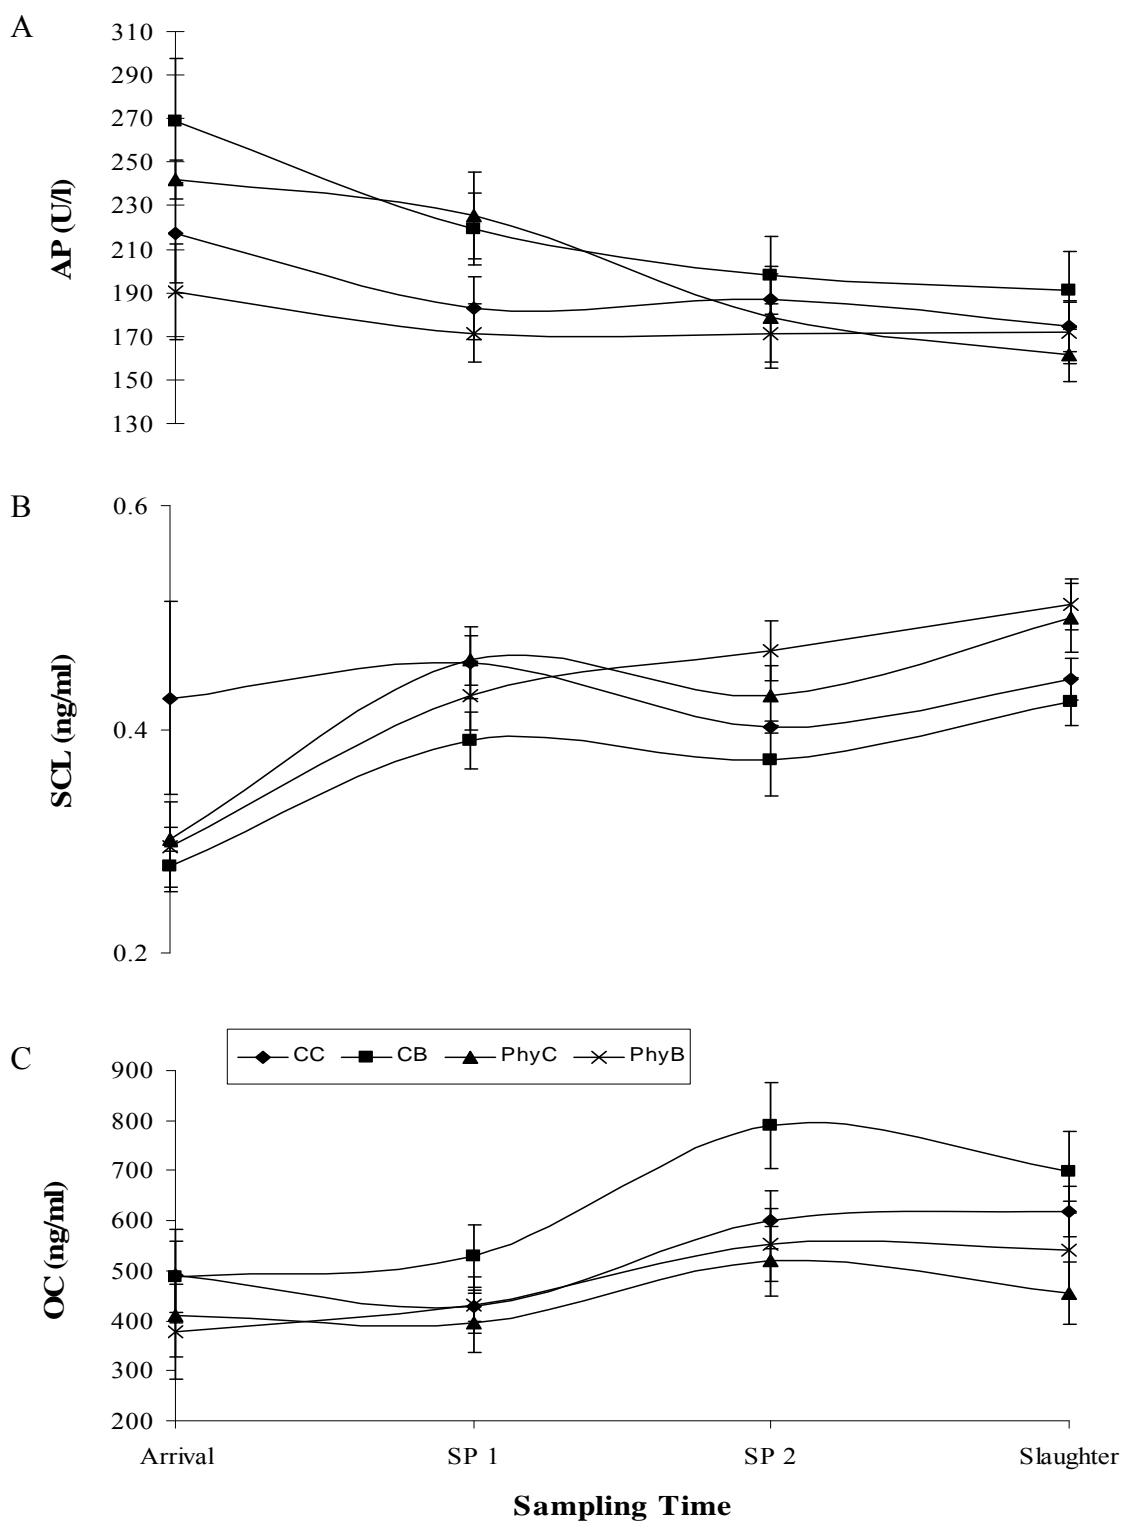 A
310
290
270
250
230
210
190
170
150
130
AP (U/l)
B
0.6
0.4
0.2
SCL (ng/ml)
C
CC CB PhyC PhyB
900
800
700
600
500
400
300
200
OC (ng/ml)
Arrival SP 1 SP 2 Slaughter
Sampling Time